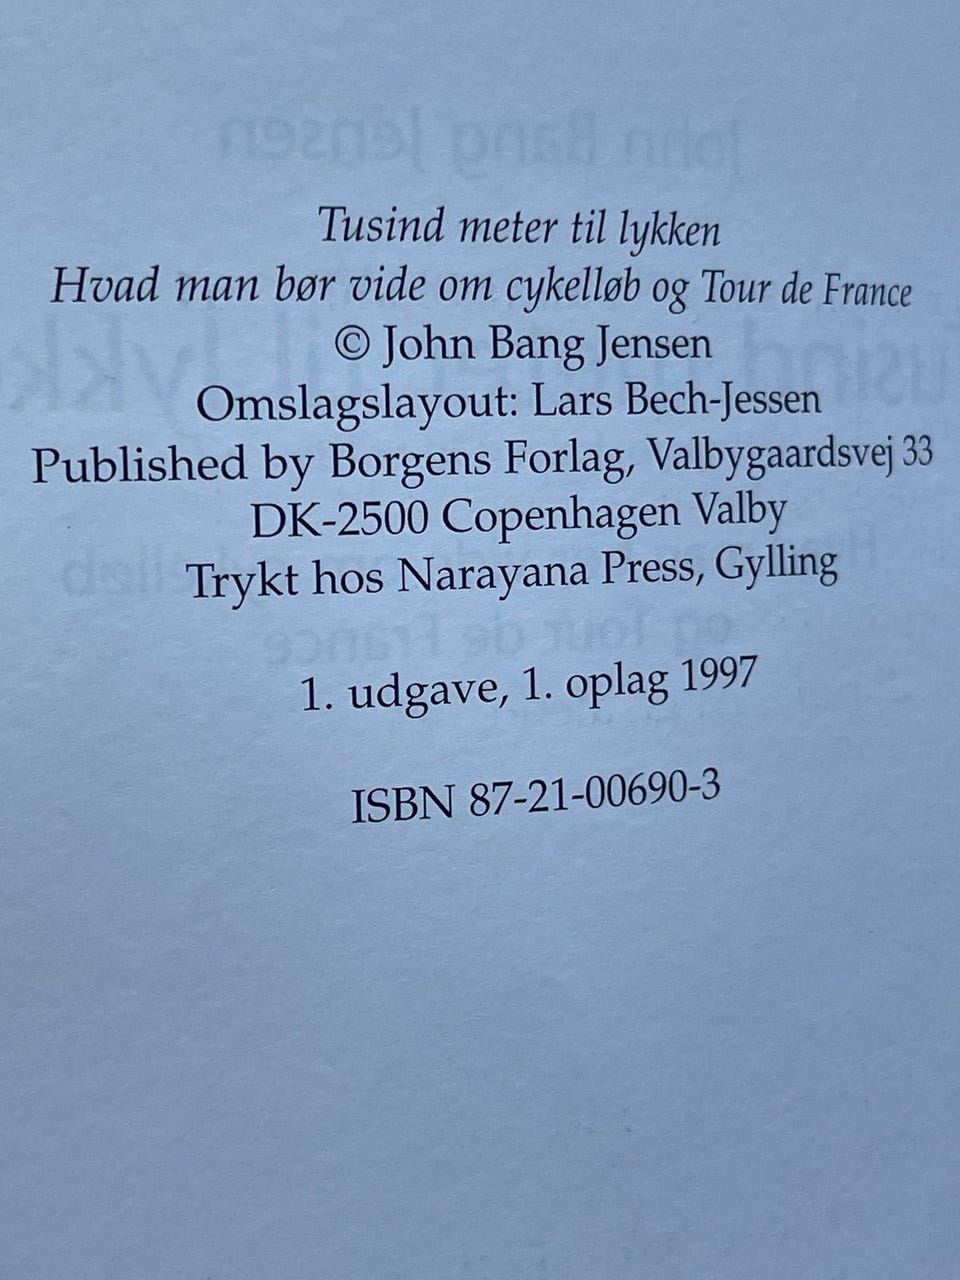 Tusind meter til lykken
Hvad man bør vide om cykelløb og Tour de France
© John Bang Jensen
Omslagslayout: Lars Bech-Jessen
Published by Borgens Forlag, Valbygaardsvej 33
DK-2500 Copenhagen Valby
Trykt hos Narayana Press, Gylling
1. udgave, 1. oplag 1997
ISBN 87-21-00690-3